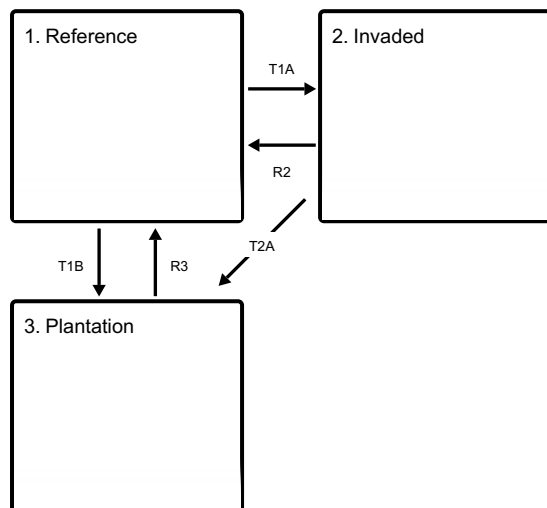 1. Reference
2. Invaded
T1A
R2
T1B
R3
T2A
3. Plantation